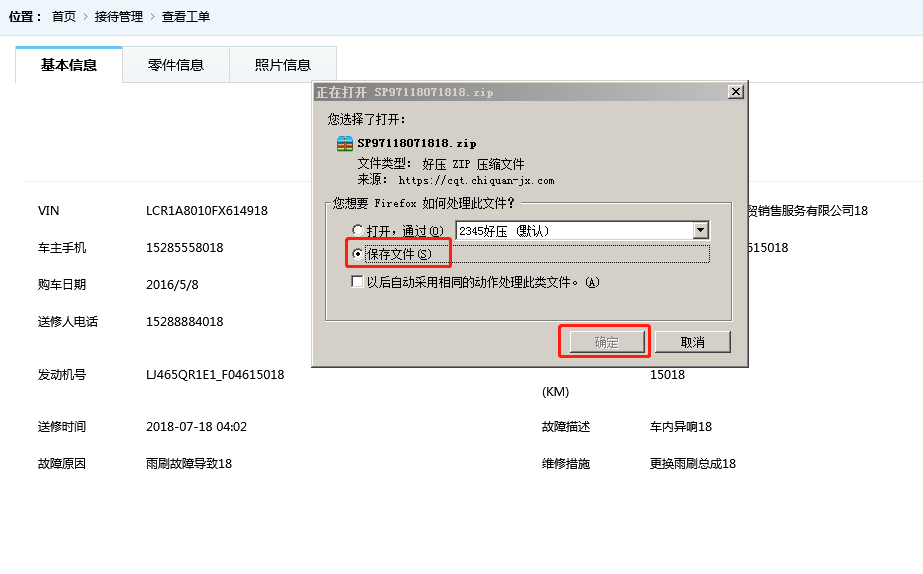 位置： 首页 › 接待管理 › 查看工单
基本信息 零件信息 照片信息
正在打开 SP97118071818.zip
您选择了打开:
SP97118071818.zip
文件类型: 好压 ZIP 压缩文件
来源: https://cqt.chiquan-jx.com
您想要 Firefox 如何处理此文件?
打开，通过(O) 2345好压 (默认)
保存文件(S)
以后自动采用相同的动作处理此类文件。(A)
确定 取消
VIN LCR1A8010FX614918 贸销售服务有限公司18
车主手机 15285558018 615018
购车日期 2016/5/8
送修人电话 15288884018
发动机号 LJ465QR1E1_F04615018 15018
(KM)
送修时间 2018-07-18 04:02 故障描述 车内异响18
故障原因 雨刷故障导致18 维修措施 更换雨刷总成18